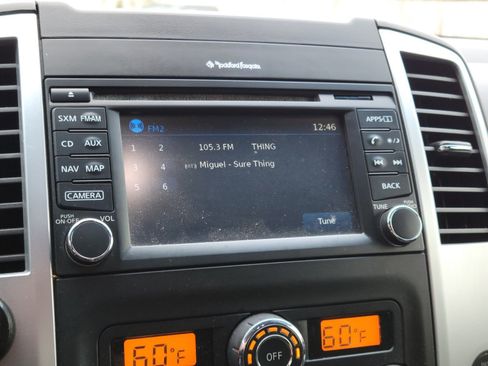 Rockford Fosgate
SXM FM·AM
FM2 12:46
APPS
1 2 105.3 FM THING
CD AUX
3 4 Miguel - Sure Thing
NAV MAP
5 6
BACK
CAMERA
PUSH ON·OFF VOL
Tune
TUNE PUSH
60°F OFF 60°F